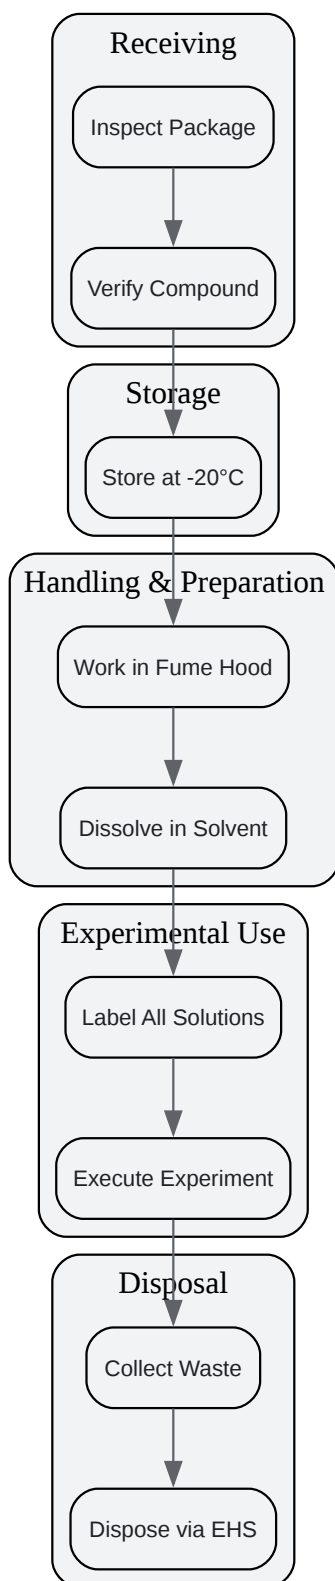 Receiving
Inspect Package
Verify Compound
Storage
Store at -20°C
Handling & Preparation
Work in Fume Hood
Dissolve in Solvent
Experimental Use
Label All Solutions
Execute Experiment
Disposal
Collect Waste
Dispose via EHS